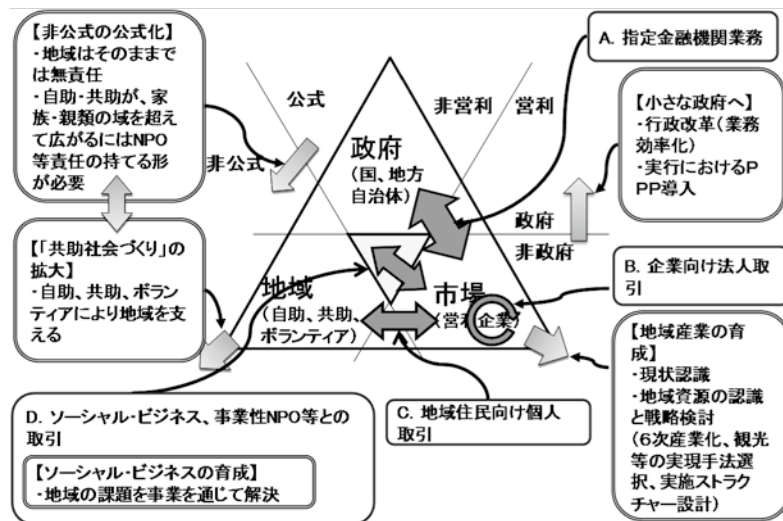 【非公式の公式化】
・地域はそのままで
は無責任
・自助・共助が、家
族・親類の域を超え
て広がるにはNPO
等責任の持てる形
が必要
【「共助社会づくり」の
拡大】
・自助、共助、ボラン
ティアにより地域を支
える
公式
非公式
非営利
営利
政府
(国、地方
自治体)
政府
非政府
地域
(自助、共助、
ボランティア)
市場
(営利企業)
A. 指定金融機関業務
【小さな政府へ】
・行政改革(業務
効率化)
・実行におけるP
PP導入
B. 企業向け法人取
引
【地域産業の育
成】
・現状認識
・地域資源の認識
と戦略検討
(6次産業化、観光
等の実現手法選
択、実施ストラク
チャー設計)
C. 地域住民向け個人
取引
D. ソーシャル・ビジネス、事業性NPO等との
取引
【ソーシャル・ビジネスの育成】
・地域の課題を事業を通じて解決